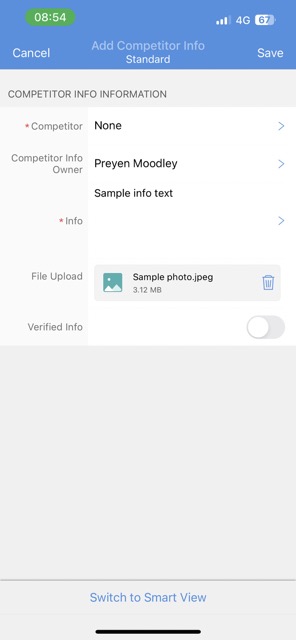 08:54
4G 67
Cancel
Add Competitor Info
Standard
Save
COMPETITOR INFO INFORMATION
* Competitor
None
Competitor Info
Owner
Preyen Moodley
Sample info text
* Info
File Upload
Sample photo.jpeg
3.12 MB
Verified Info
Switch to Smart View